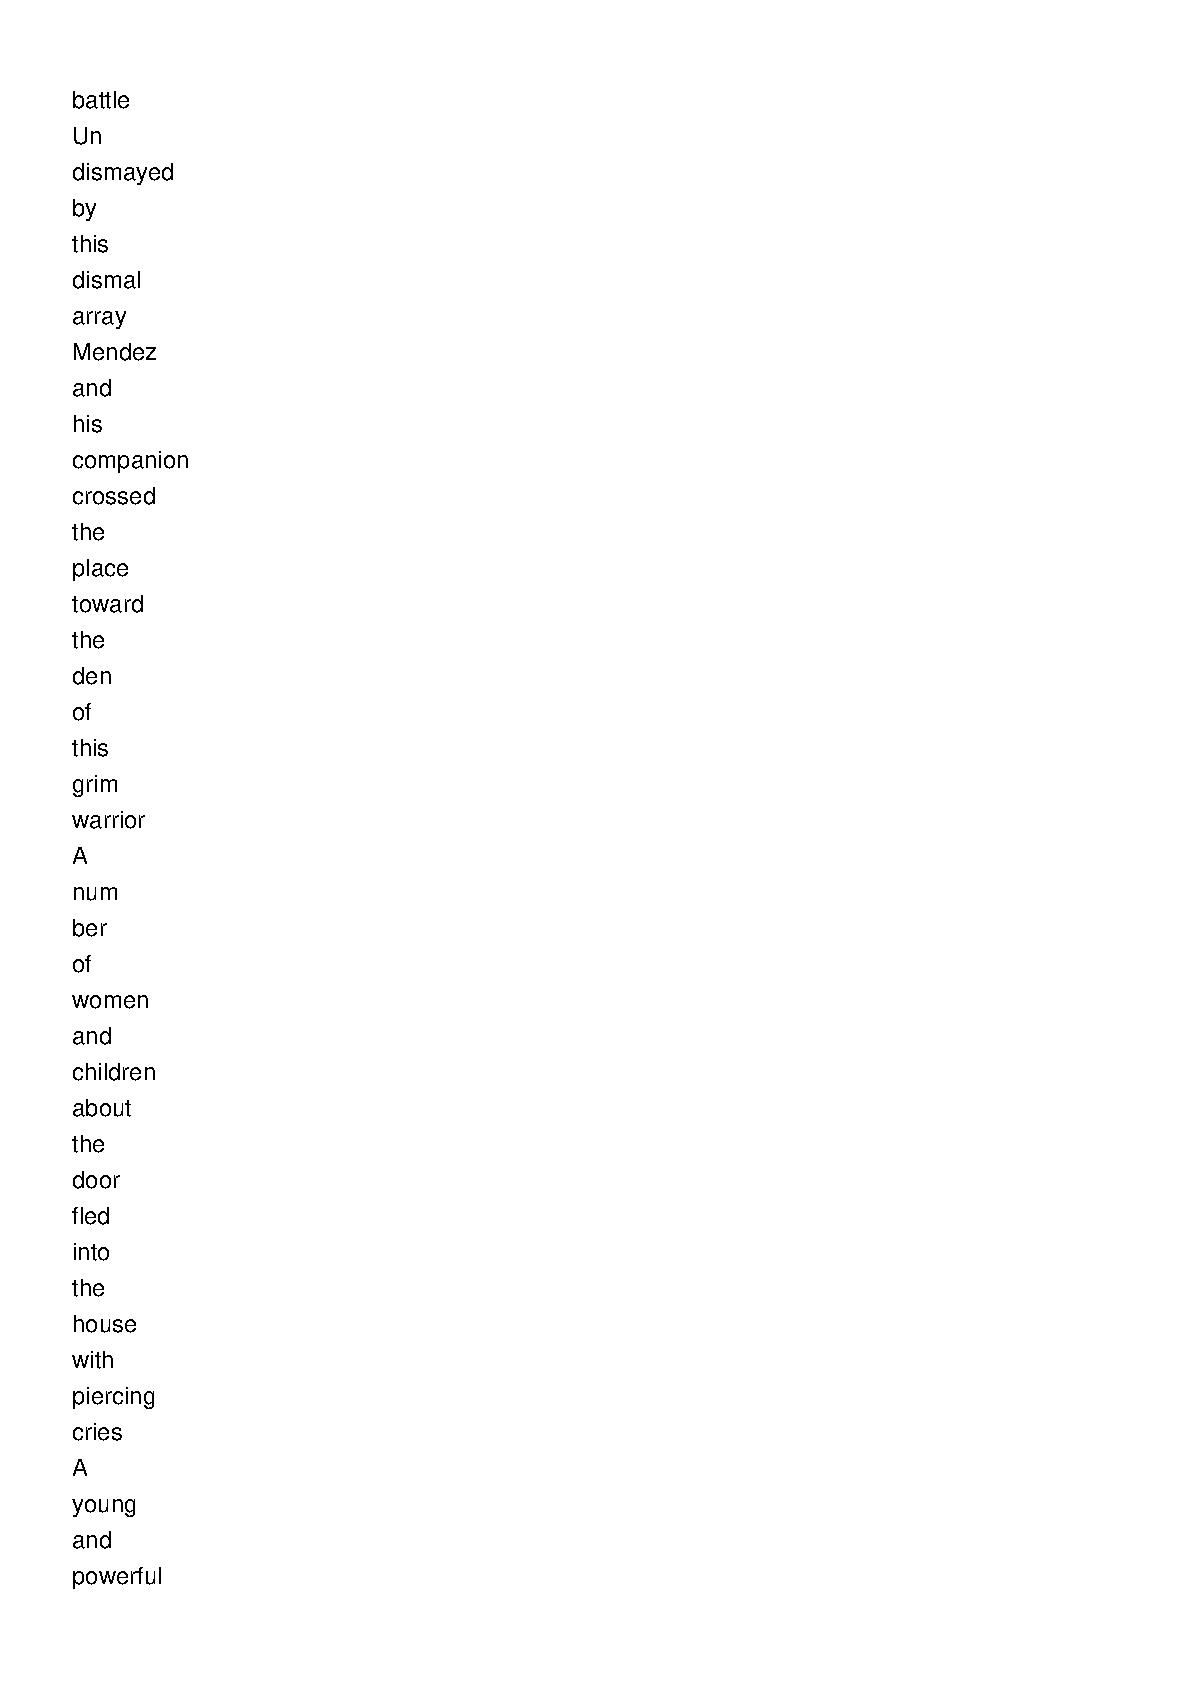 battle
Un
dismayed
by
this
dismal
array
Mendez
and
his
companion
crossed
the
place
toward
the
den
of
this
grim
warrior
A
num
ber
of
women
and
children
about
the
door
fled
into
the
house
with
piercing
cries
A
young
and
powerful